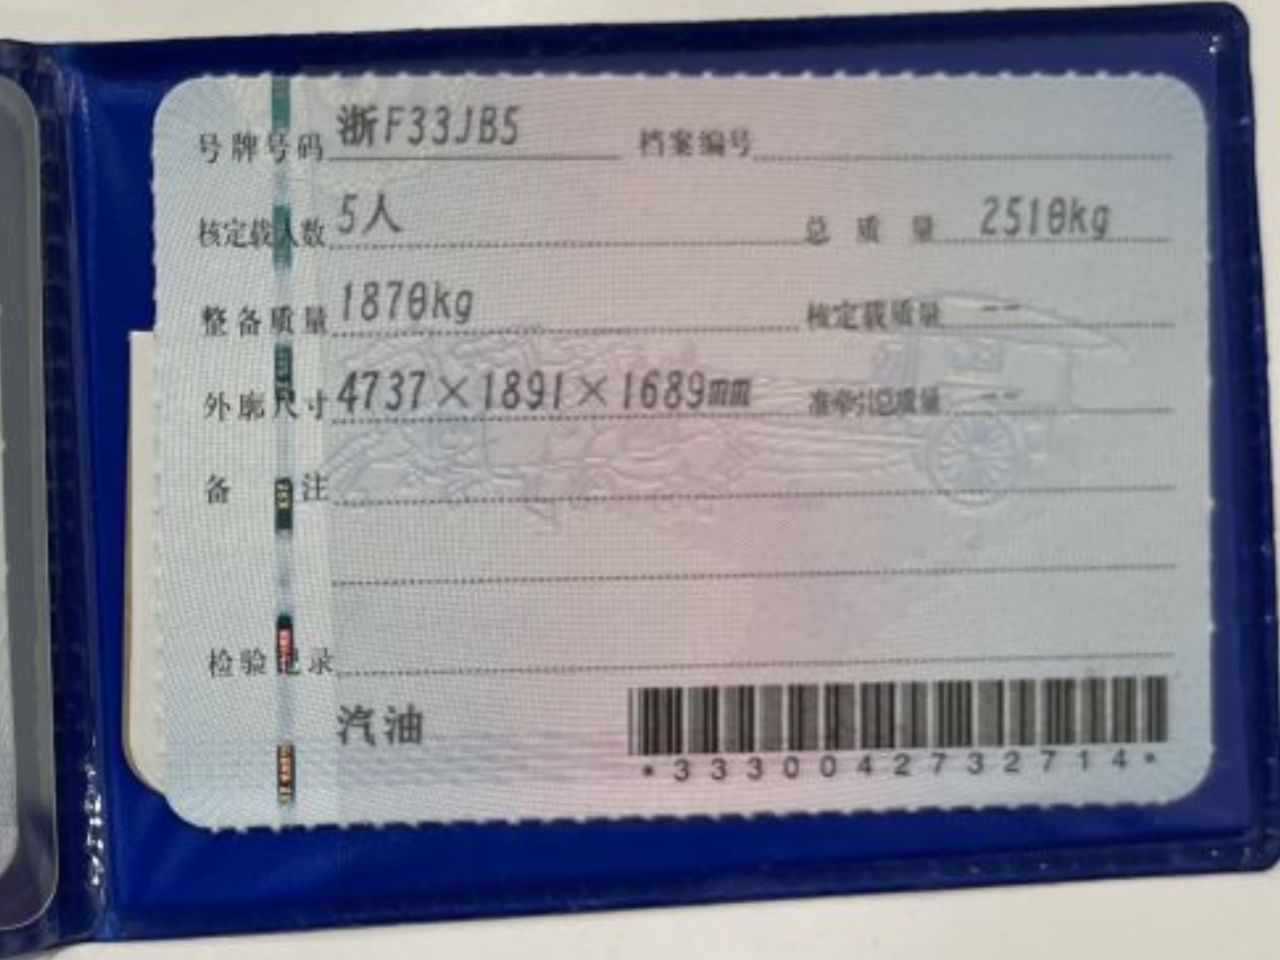 号牌号码 浙F33JB5 档案编号
核定载人数 5人 总质量 2510kg
整备质量 1870kg 核定载质量 --
外廓尺寸 4737×1891×1689mm 准牵引总质量 --
备注
检验记录
汽油
*3330042732714*